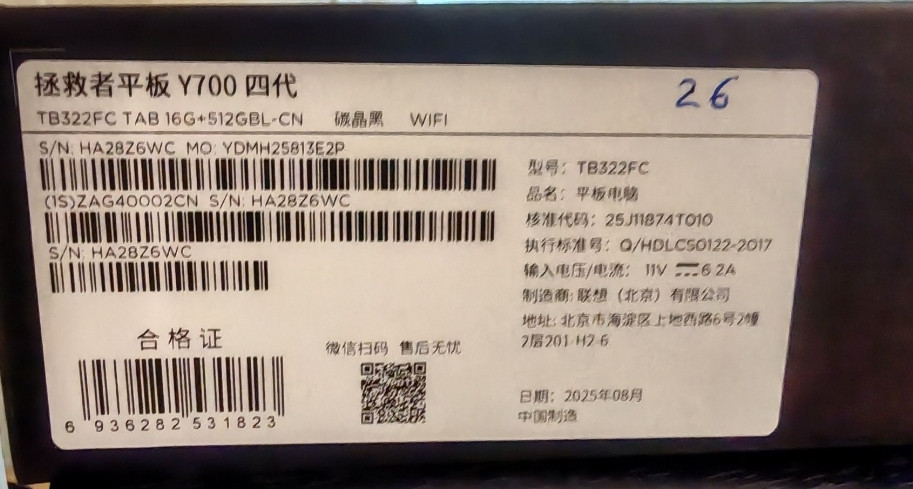 拯救者平板 Y700 四代
26
TB322FC TAB 16G+512GBL-CN 碳晶黑 WIFI
S/N: HA28Z6WC MO: YDMH25813E2P
(1S)ZAG40002CN S/N: HA28Z6WC
S/N: HA28Z6WC
合格证
6 936282 531823
微信扫码 售后无忧
型号: TB322FC
品名: 平板电脑
核准代码: 25J11874T010
执行标准号: Q/HDLCS0122-2017
输入电压/电流: 11V ⎓6.2A
制造商: 联想（北京）有限公司
地址: 北京市海淀区上地西路6号2幢
2层201-H2-6
日期: 2025年08月
中国制造